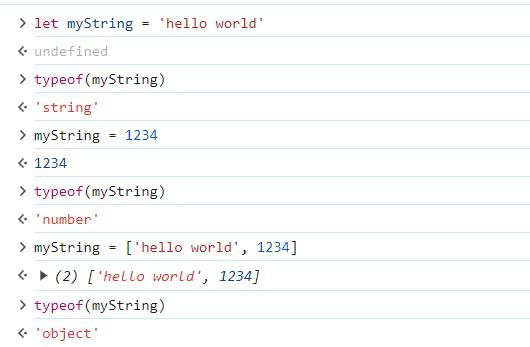 > let myString = 'hello world'
undefined
> typeof(myString)
'string'
> myString = 1234
1234
> typeof(myString)
'number'
> myString = ['hello world', 1234]
(2) ['hello world', 1234]
> typeof(myString)
'object'